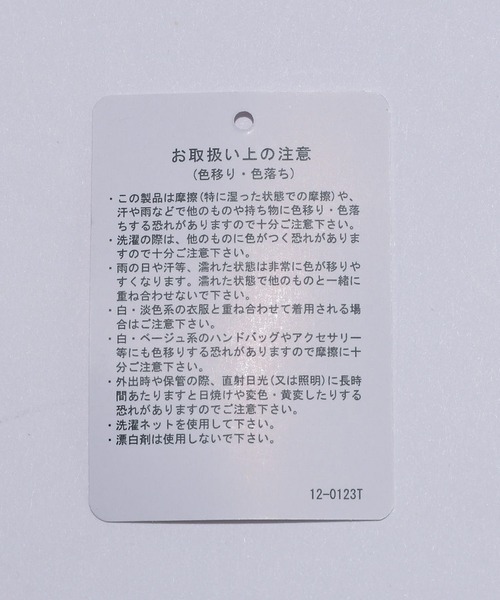 お取扱い上の注意
(色移り・色落ち)
・この製品は摩擦(特に湿った状態での摩擦)や、
汗や雨などで他のものや持ち物に色移り・色落
ちする恐れがありますので十分ご注意下さい。
・洗濯の際は、他のものに色がつく恐れがありま
すので十分ご注意下さい。
・雨の日や汗等、濡れた状態は非常に色が移りや
すくなります。濡れた状態で他のものと一緒に
重ね合わせないで下さい。
・白・淡色系の衣服と重ね合わせて着用される場
合はご注意下さい。
・白・ベージュ系のハンドバッグやアクセサリー
等にも色移りする恐れがありますので摩擦に十
分ご注意下さい。
・外出時や保管の際、直射日光(又は照明)に長時
間あたりますと日焼けや変色・黄変したりする
恐れがありますのでご注意下さい。
・洗濯ネットを使用して下さい。
・漂白剤は使用しないで下さい。
12-0123T